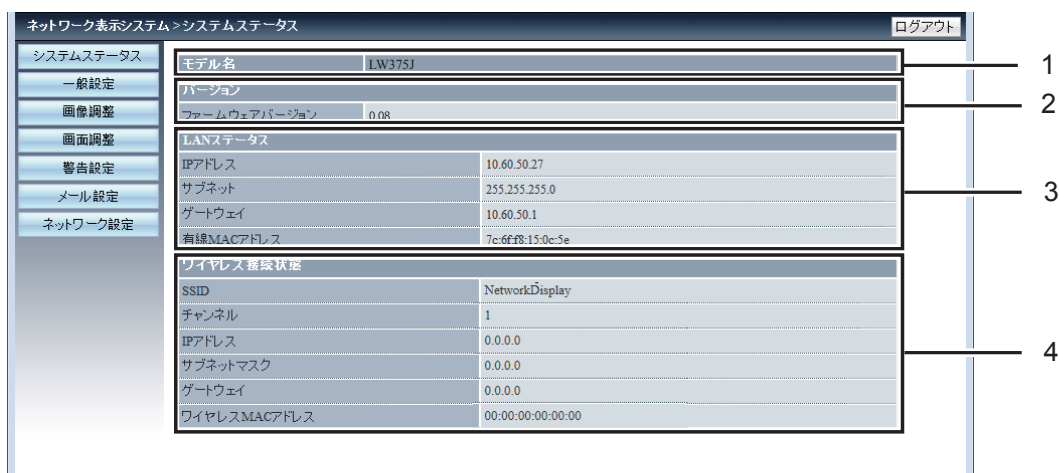 ネットワーク表示システム>システムステータス
ログアウト
システムステータス
一般設定
画像調整
画面調整
警告設定
メール設定
ネットワーク設定
モデル名 LW375J
1
バージョン
ファームウェアバージョン 0.08
2
LANステータス
IPアドレス 10.60.50.27
サブネット 255.255.255.0
ゲートウェイ 10.60.50.1
有線MACアドレス 7c:6f:f8:15:0c:5e
3
ワイヤレス接続状態
SSID NetworkDisplay
チャンネル 1
IPアドレス 0.0.0.0
サブネットマスク 0.0.0.0
ゲートウェイ 0.0.0.0
ワイヤレスMACアドレス 00:00:00:00:00:00
4